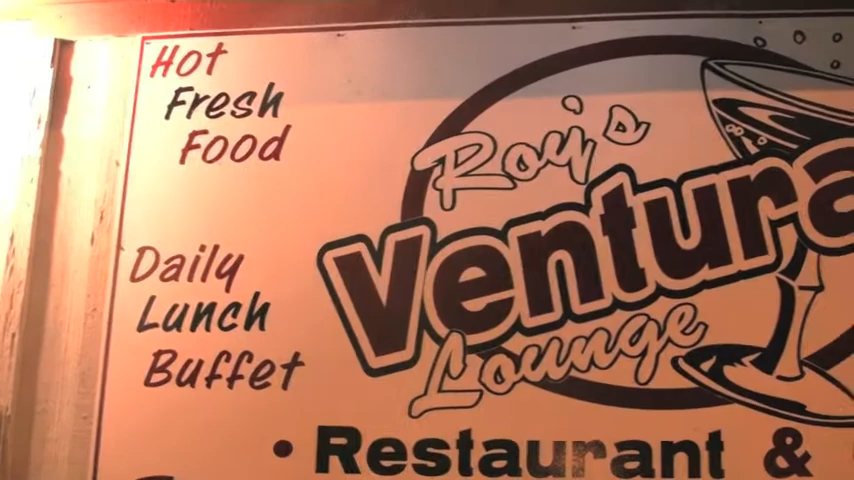 Hot
Fresh
Food
Daily
Lunch
Buffet
Roy's
Ventura
Lounge
• Restaurant &